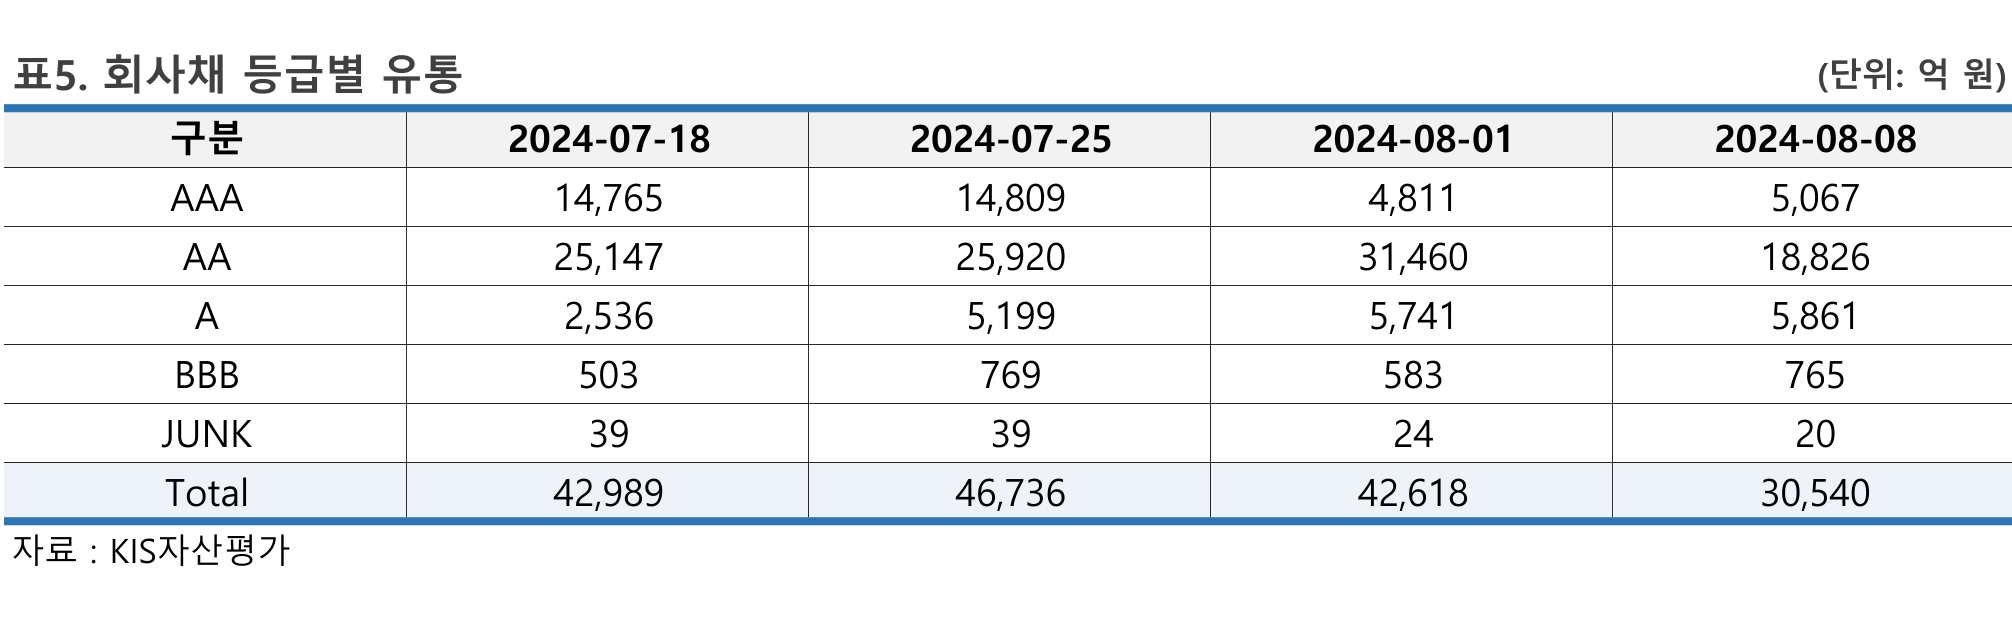 표5. 회사채 등급별 유통 (단위: 억 원)
구분 2024-07-18 2024-07-25 2024-08-01 2024-08-08
AAA 14,765 14,809 4,811 5,067
AA 25,147 25,920 31,460 18,826
A 2,536 5,199 5,741 5,861
BBB 503 769 583 765
JUNK 39 39 24 20
Total 42,989 46,736 42,618 30,540
자료 : KIS자산평가